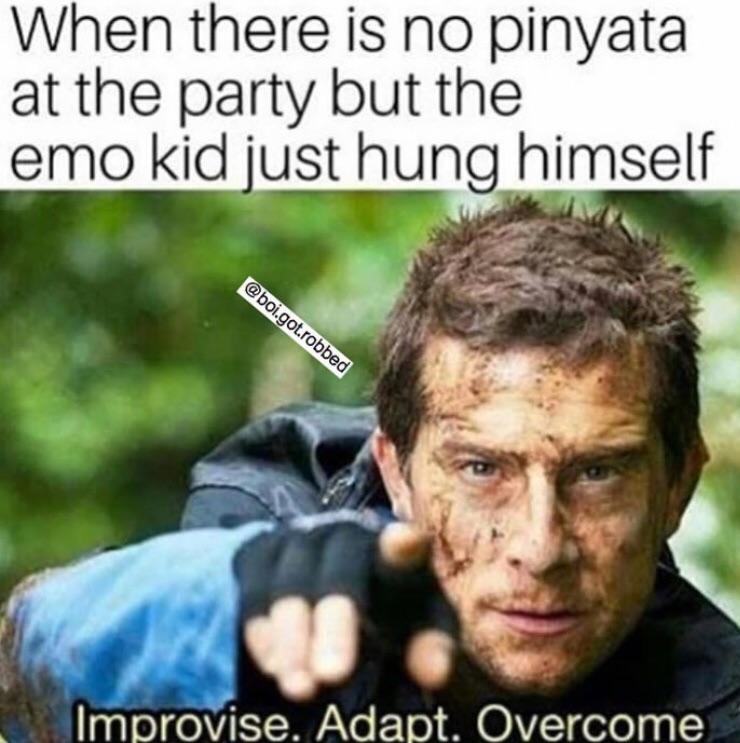 When there is no pinyata
at the party but the
emo kid just hung himself
@boi.got.robbed
Improvise. Adapt. Overcome